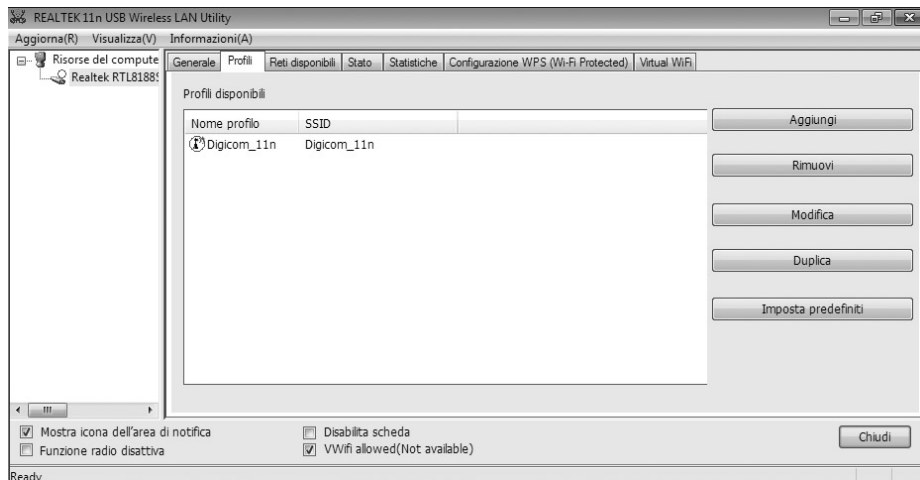 REALTEK 11n USB Wireless LAN Utility
Aggiorna(R) Visualizza(V) Informazioni(A)
Risorse del compute
Realtek RTL8188S
Generale Profili Reti disponibili Stato Statistiche Configurazione WPS (Wi-Fi Protected) Virtual WiFi
Profili disponibili
Nome profilo SSID
Digicom_11n Digicom_11n
Aggiungi
Rimuovi
Modifica
Duplica
Imposta predefiniti
Mostra icona dell'area di notifica
Funzione radio disattiva
Disabilita scheda
VWifi allowed(Not available)
Chiudi
Ready